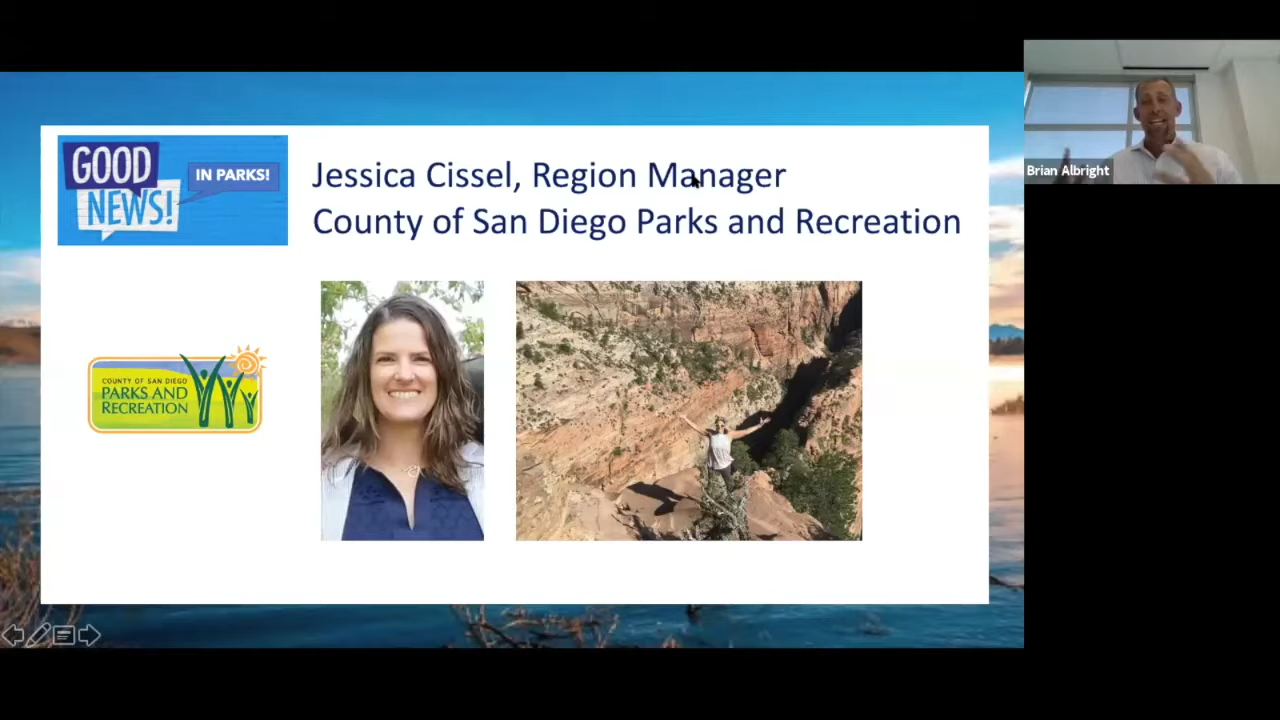 GOOD
NEWS!
IN PARKS!
Jessica Cissel, Region Manager
County of San Diego Parks and Recreation
COUNTY OF SAN DIEGO
PARKS AND
RECREATION
Brian Albright